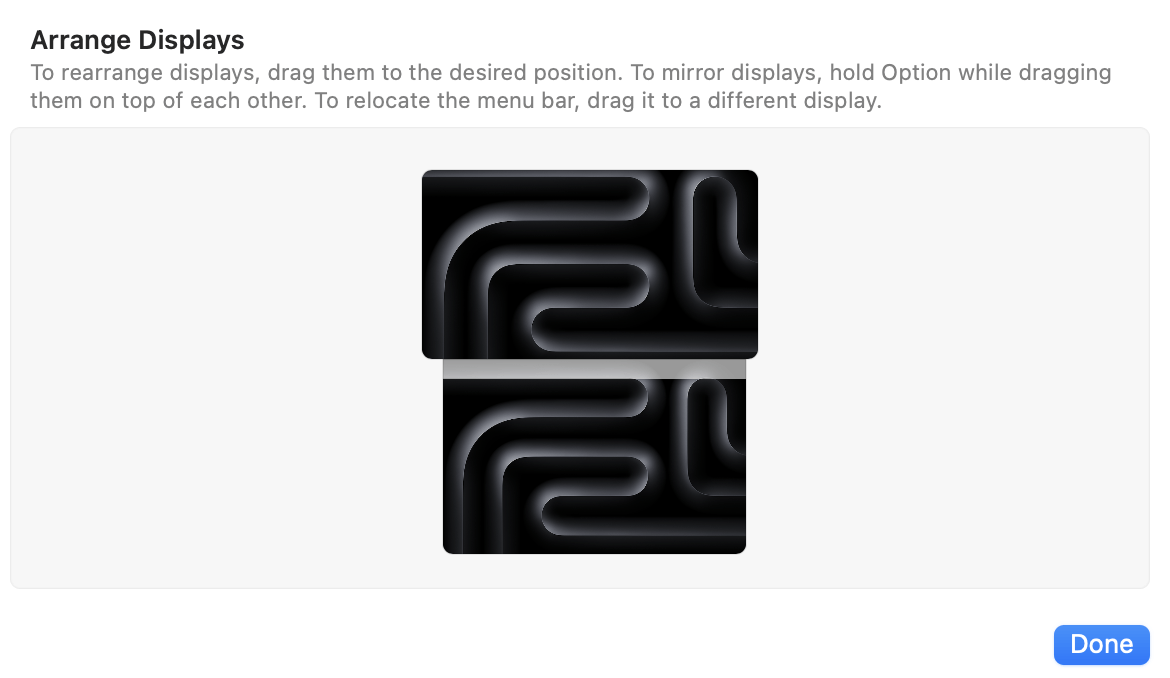 Arrange Displays
To rearrange displays, drag them to the desired position. To mirror displays, hold Option while dragging
them on top of each other. To relocate the menu bar, drag it to a different display.
Done